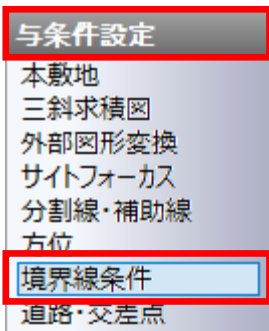 与条件設定
本敷地
三斜求積図
外部図形変換
サイトフォーカス
分割線・補助線
方位
境界線条件
道路・交差点